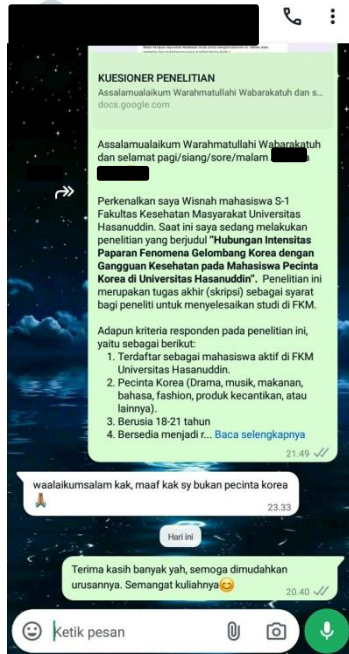 KUESIONER PENELITIAN
Assalamualaikum Warahmatullahi Wabarakatuh dan s...
docs.google.com
Assalamualaikum Warahmatullahi Wabarakatuh
dan selamat pagi/siang/sore/malam
Perkenalkan saya Wisnah mahasiswa S-1
Fakultas Kesehatan Masyarakat Universitas
Hasanuddin. Saat ini saya sedang melakukan
penelitian yang berjudul "Hubungan Intensitas
Paparan Fenomena Gelombang Korea dengan
Gangguan Kesehatan pada Mahasiswa Pecinta
Korea di Universitas Hasanuddin". Penelitian ini
merupakan tugas akhir (skripsi) sebagai syarat
bagi peneliti untuk menyelesaikan studi di FKM.
Adapun kriteria responden pada penelitian ini,
yaitu sebagai berikut:
1. Terdaftar sebagai mahasiswa aktif di FKM
Universitas Hasanuddin.
2. Pecinta Korea (Drama, musik, makanan,
bahasa, fashion, produk kecantikan, atau
lainnya).
3. Berusia 18-21 tahun
4. Bersedia menjadi r... Baca selengkapnya
21.49
waalaikumsalam kak, maaf kak sy bukan pecinta korea
🙏🏽
23.33
Hari ini
Terima kasih banyak yah, semoga dimudahkan
urusannya. Semangat kuliahnya😊
20.40
Ketik pesan